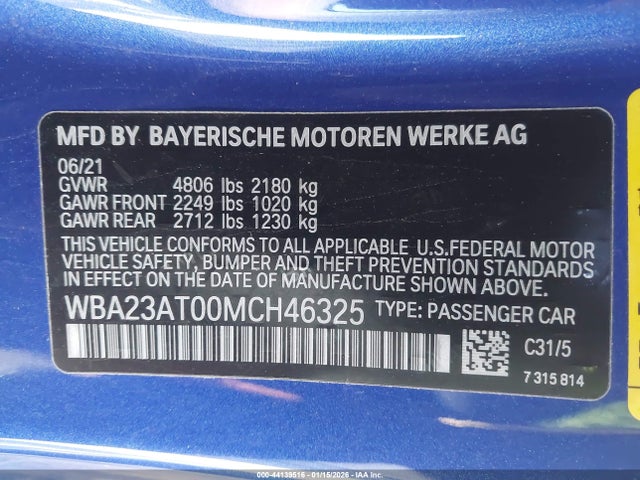 MFD BY BAYERISCHE MOTOREN WERKE AG
06/21
GVWR 4806 lbs 2180 kg
GAWR FRONT 2249 lbs 1020 kg
GAWR REAR 2712 lbs 1230 kg
THIS VEHICLE CONFORMS TO ALL APPLICABLE U.S.FEDERAL MOTOR
VEHICLE SAFETY, BUMPER AND THEFT PREVENTION STANDARDS
IN EFFECT ON THE DATE OF MANUFACTURE SHOWN ABOVE.
WBA23AT00MCH46325 TYPE: PASSENGER CAR
C31/5
7 315 814
000-44139516 - 01/15/2026 - IAA Inc.